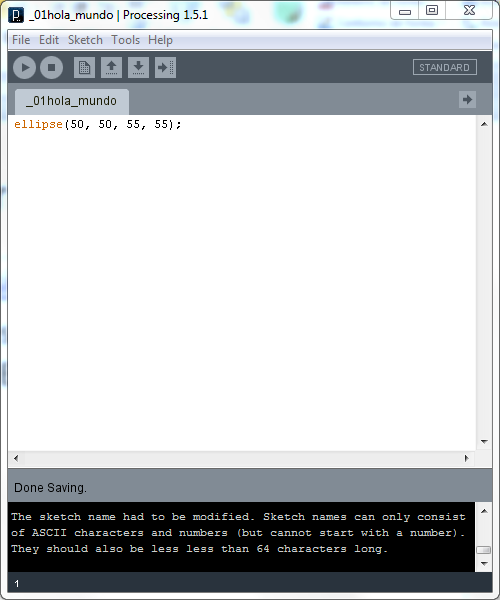 _01hola_mundo | Processing 1.5.1
File Edit Sketch Tools Help
STANDARD
_01hola_mundo
ellipse(50, 50, 55, 55);
Done Saving.
The sketch name had to be modified. Sketch names can only consist
of ASCII characters and numbers (but cannot start with a number).
They should also be less less than 64 characters long.
1